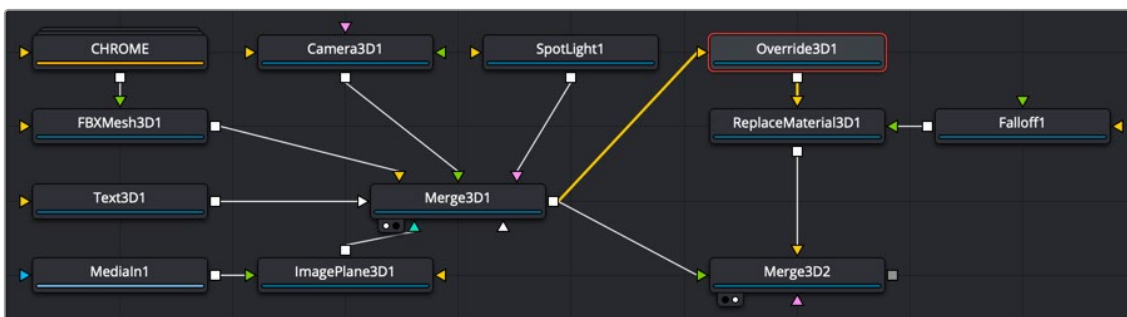 CHROME
Camera3D1
SpotLight1
Override3D1
FBXMesh3D1
ReplaceMaterial3D1
Falloff1
Text3D1
Merge3D1
MediaIn1
ImagePlane3D1
Merge3D2